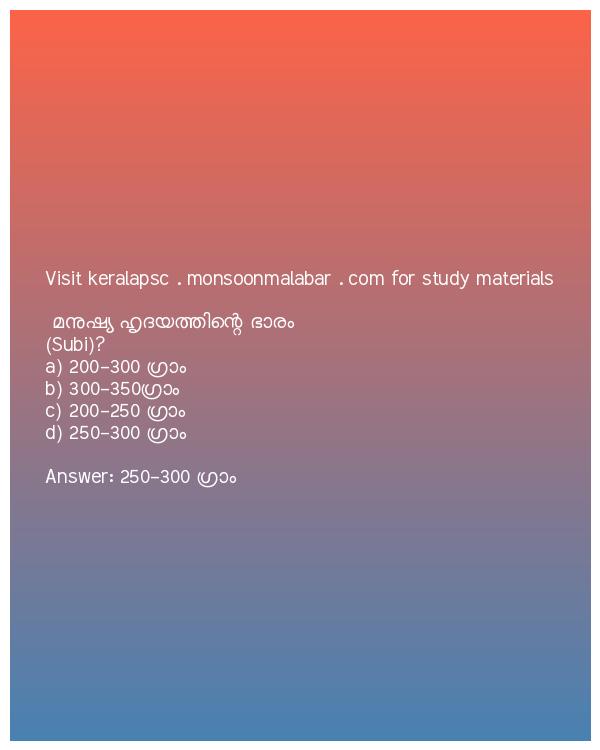 Visit keralapsc . monsoonmalabar . com for study materials
മനുഷ്യ ഹൃദയത്തിന്റെ ഭാരം
(Subi)?
a) 200-300 ഗ്രാം
b) 300-350ഗ്രാം
c) 200-250 ഗ്രാം
d) 250-300 ഗ്രാം
Answer: 250-300 ഗ്രാം